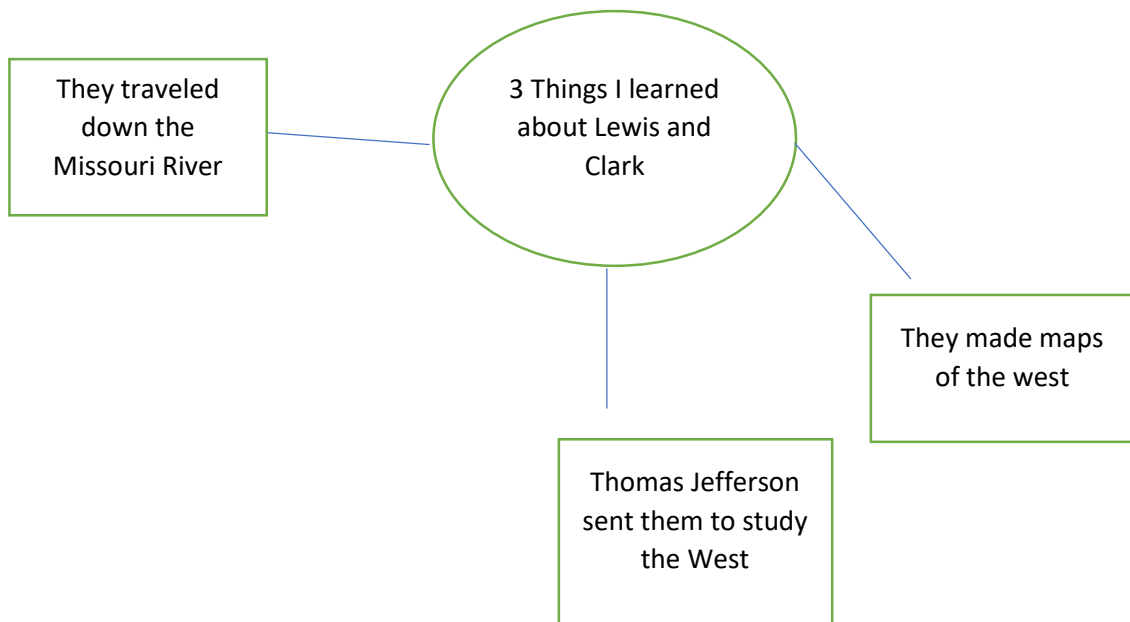 3 Things I learned
about Lewis and
Clark
They traveled
down the
Missouri River
They made maps
of the west
Thomas Jefferson
sent them to study
the West